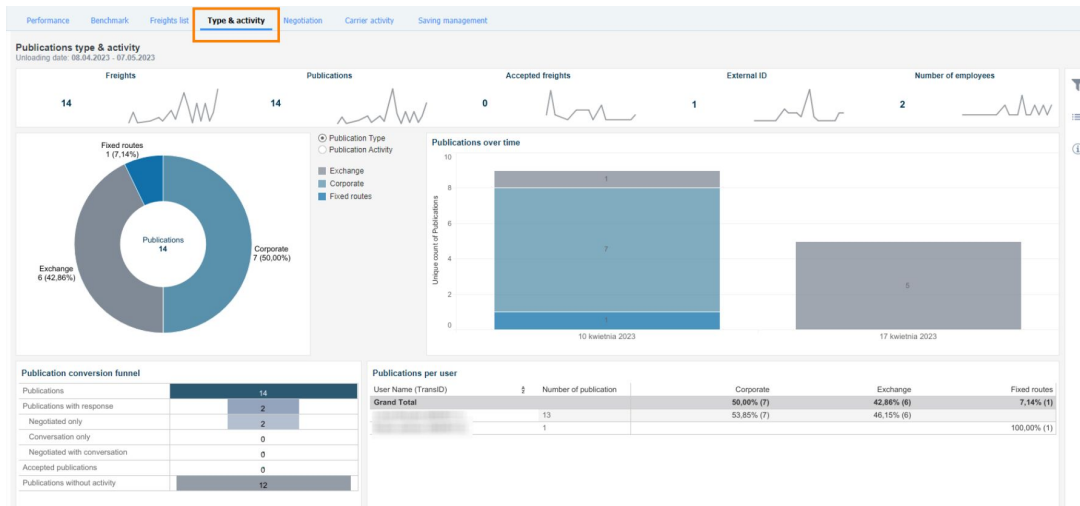 Performance Benchmark Freights list Type & activity Negotiation Carrier activity Saving management
Publications type & activity
Unloading date: 08.04.2023 - 07.05.2023
Freights Publications Accepted freights External ID Number of employees
14 14 0 1 2
Fixed routes
1 (7,14%)
Publications
14
Corporate
7 (50,00%)
Exchange
6 (42,86%)
Publication Type
Publication Activity
Exchange
Corporate
Fixed routes
Publications over time
Unique count of Publications
10
8
6
4
2
0
1
7
1
5
10 kwietnia 2023 17 kwietnia 2023
Publication conversion funnel
Publications 14
Publications with response 2
Negotiated only 2
Conversation only 0
Negotiated with conversation 0
Accepted publications 0
Publications without activity 12
Publications per user
User Name (TransID) Number of publication Corporate Exchange Fixed routes
Grand Total 50,00% (7) 42,86% (6) 7,14% (1)
13 53,85% (7) 46,15% (6)
1 100,00% (1)